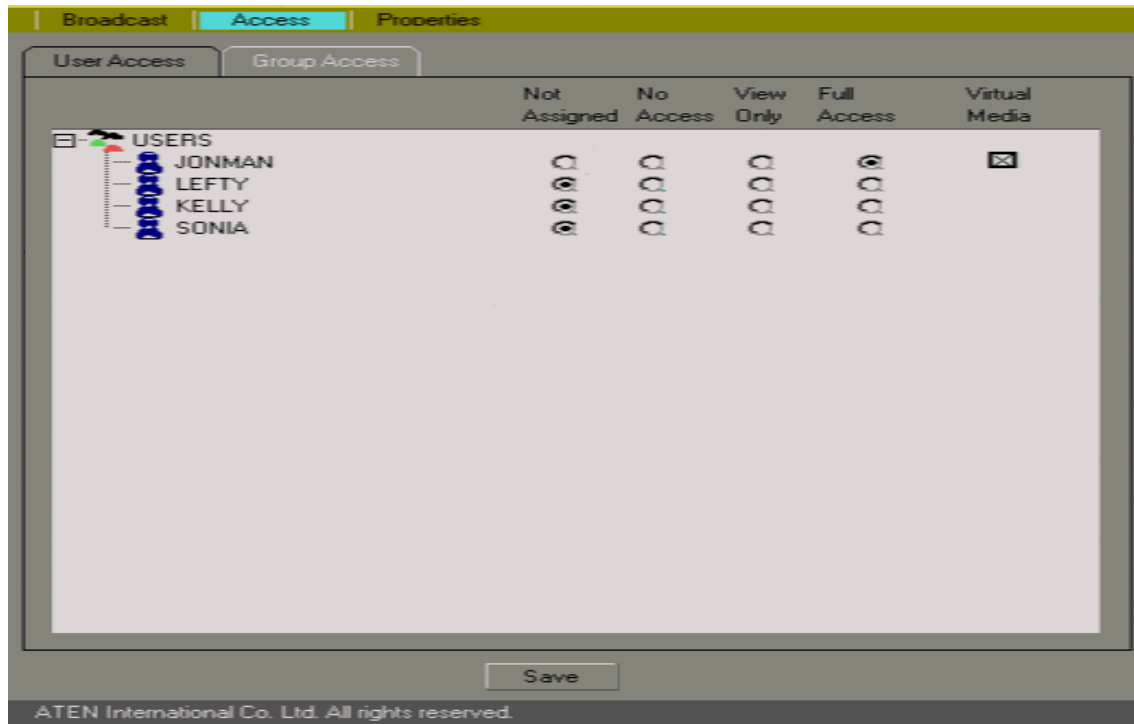 Broadcast Access Properties
User Access Group Access
Not Assigned No Access View Only Full Access Virtual Media
USERS
JONMAN
LEFTY
KELLY
SONIA
Save
ATEN International Co. Ltd. All rights reserved.